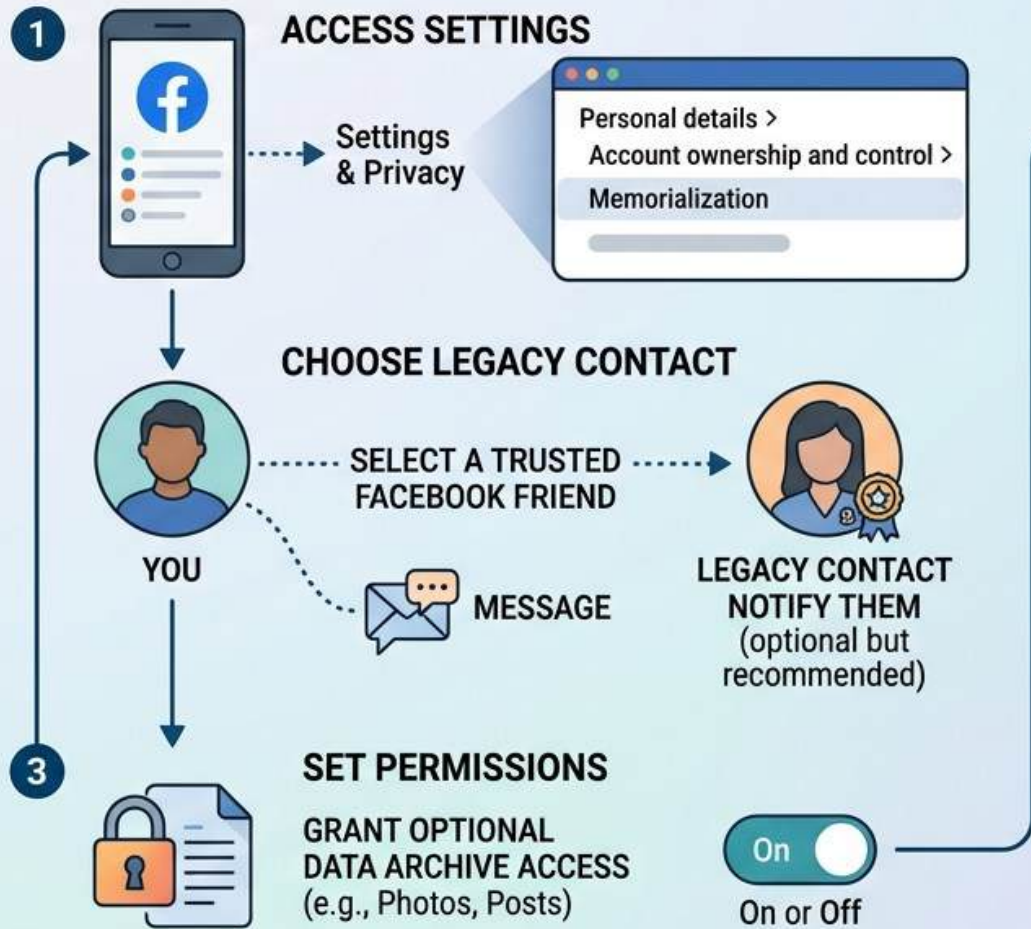 1
ACCESS SETTINGS
Settings
& Privacy
Personal details >
Account ownership and control >
Memorialization
CHOOSE LEGACY CONTACT
SELECT A TRUSTED
FACEBOOK FRIEND
YOU
MESSAGE
LEGACY CONTACT
NOTIFY THEM
(optional but
recommended)
3
SET PERMISSIONS
GRANT OPTIONAL
DATA ARCHIVE ACCESS
(e.g., Photos, Posts)
On
On or Off